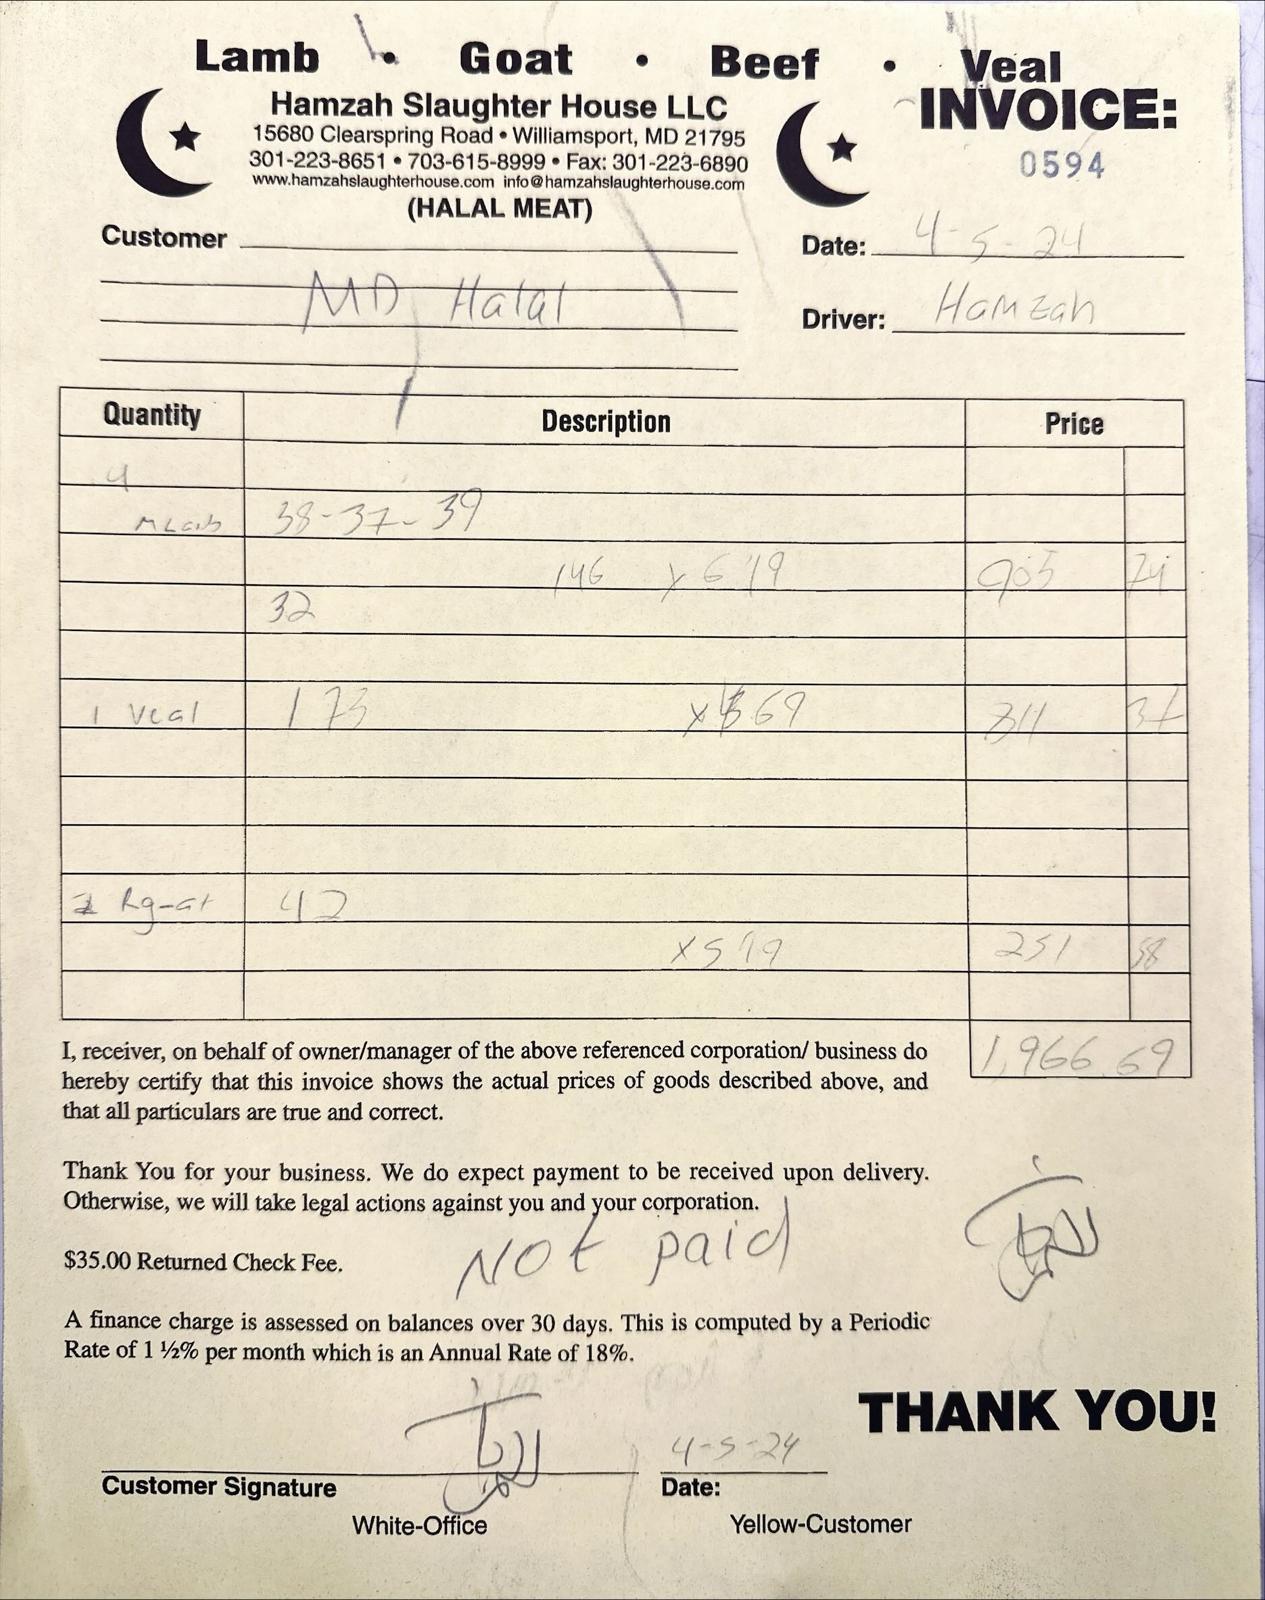 Lamb • Goat • Beef • Veal
Hamzah Slaughter House LLC
15680 Clearspring Road • Williamsport, MD 21795
301-223-8651 • 703-615-8999 • Fax: 301-223-6890
www.hamzahslaughterhouse.com info@hamzahslaughterhouse.com
(HALAL MEAT)
INVOICE:
0594
Customer
MD Halal
Date: 4-5-24
Driver: Hamzah
Quantity Description Price
4
38-37-39
146 x 6 19 905 74
32
1 Veal 173 x 69 811 37
42
x 5 99 251 58
1,966.69
I, receiver, on behalf of owner/manager of the above referenced corporation/ business do
hereby certify that this invoice shows the actual prices of goods described above, and
that all particulars are true and correct.
Thank You for your business. We do expect payment to be received upon delivery.
Otherwise, we will take legal actions against you and your corporation.
$35.00 Returned Check Fee.
NOt paid
A finance charge is assessed on balances over 30 days. This is computed by a Periodic
Rate of 1 ½% per month which is an Annual Rate of 18%.
THANK YOU!
4-5-24
Customer Signature Date:
White-Office Yellow-Customer